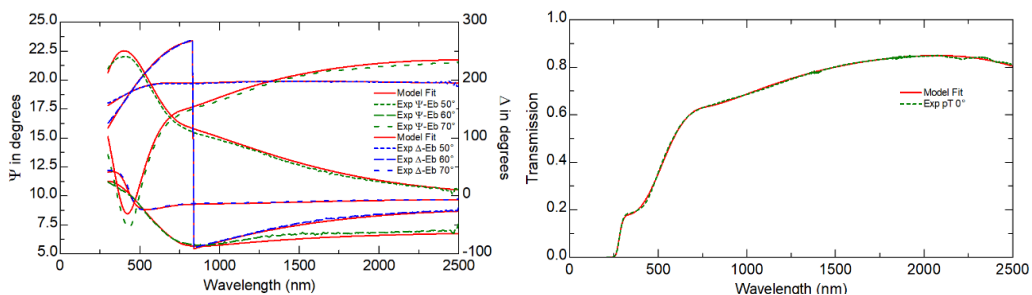 25.0
22.5
20.0
17.5
15.0
12.5
10.0
7.5
5.0
Ψ in degrees
300
200
100
0
-100
Δ in degrees
Model Fit
Exp Ψ-Eb 50°
Exp Ψ-Eb 60°
Exp Ψ-Eb 70°
Model Fit
Exp Δ-Eb 50°
Exp Δ-Eb 60°
Exp Δ-Eb 70°
0 500 1000 1500 2000 2500
Wavelength (nm)
1.0
0.8
0.6
0.4
0.2
0.0
Transmission
Model Fit
Exp pT 0°
0 500 1000 1500 2000 2500
Wavelength (nm)